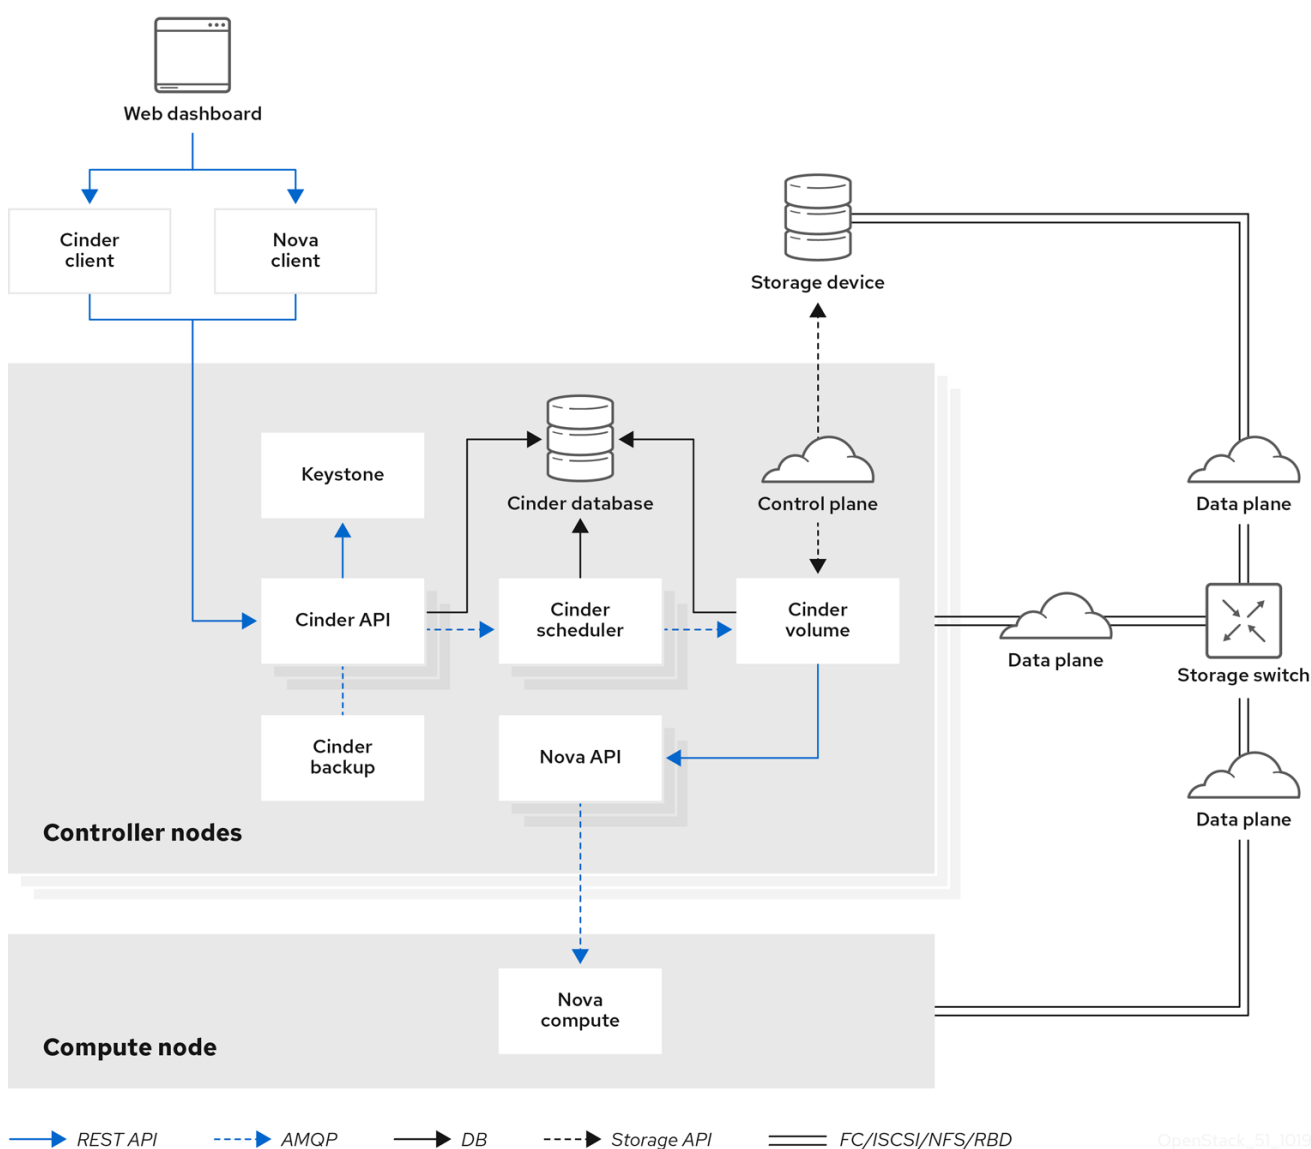 Web dashboard
Cinder
client
Nova
client
Storage device
Keystone
Cinder database
Control plane
Data plane
Cinder API
Cinder
scheduler
Cinder
volume
Data plane
Storage switch
Cinder
backup
Nova API
Data plane
Controller nodes
Nova
compute
Compute node
REST API
AMQP
DB
Storage API
FC/ISCSI/NFS/RBD
OpenStack_51_1019